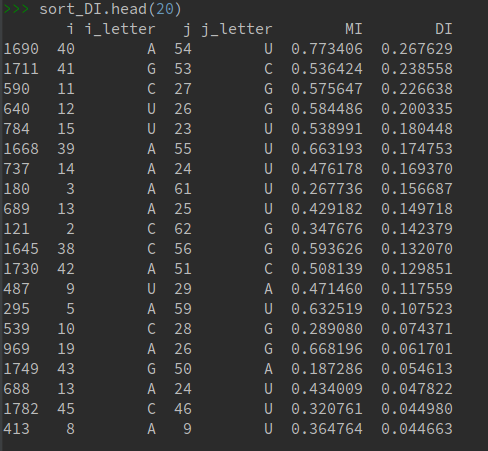 >>> sort_DI.head(20)
i i_letter j j_letter MI DI
1690 40 A 54 U 0.773406 0.267629
1711 41 G 53 C 0.536424 0.238558
590 11 C 27 G 0.575647 0.226638
640 12 U 26 G 0.584486 0.200335
784 15 U 23 U 0.538991 0.180448
1668 39 A 55 U 0.663193 0.174753
737 14 A 24 U 0.476178 0.169370
180 3 A 61 U 0.267736 0.156687
689 13 A 25 U 0.429182 0.149718
121 2 C 62 G 0.347676 0.142379
1645 38 C 56 G 0.593626 0.132070
1730 42 A 51 C 0.508139 0.129851
487 9 U 29 A 0.471460 0.117559
295 5 A 59 U 0.632519 0.107523
539 10 C 28 G 0.289080 0.074371
969 19 A 26 G 0.668196 0.061701
1749 43 G 50 A 0.187286 0.054613
688 13 A 24 U 0.434009 0.047822
1782 45 C 46 U 0.320761 0.044980
413 8 A 9 U 0.364764 0.044663